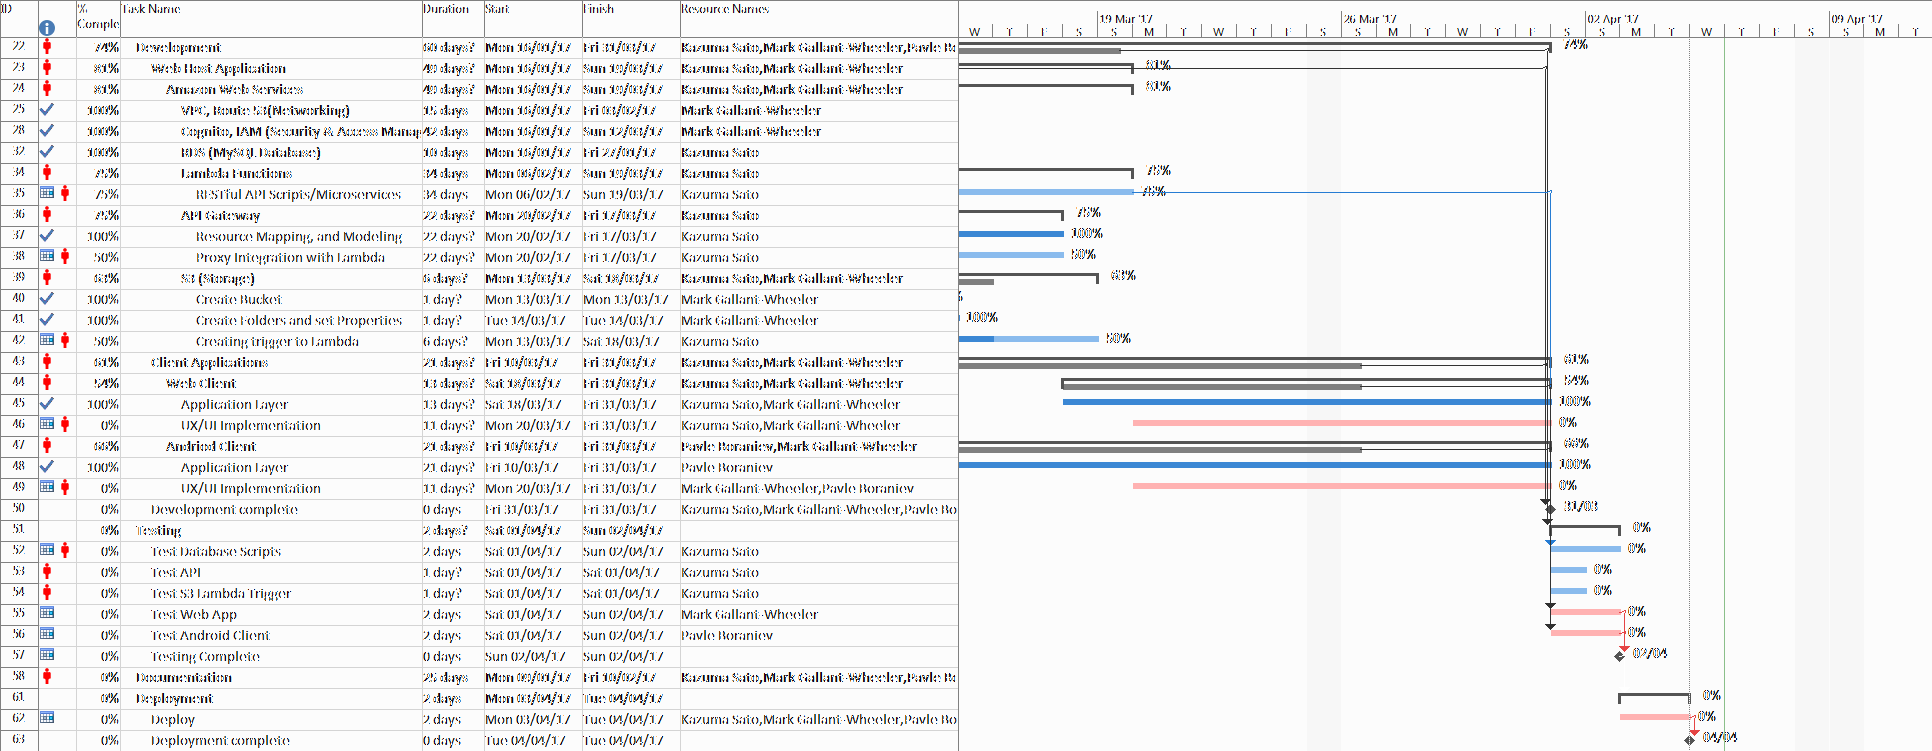 ID % Comple Task Name Duration Start Finish Resource Names
19 Mar '17 26 Mar '17 02 Apr '17 09 Apr '17
W T F S S M T W T F S S M T W T F S S M T W T F S S M T
22 74% Development 60 days? Mon 16/01/17 Fri 31/03/17 Kazuma Sato,Mark Gallant-Wheeler,Pavle Bo 74%
23 81% Web Host Application 49 days? Mon 16/01/17 Sun 19/03/17 Kazuma Sato,Mark Gallant-Wheeler 81%
24 81% Amazon Web Services 49 days? Mon 16/01/17 Sun 19/03/17 Kazuma Sato,Mark Gallant-Wheeler 81%
25 100% VPC, Route 53(Networking) 15 days Mon 16/01/17 Fri 03/02/17 Mark Gallant-Wheeler
28 100% Cognito, IAM (Security & Access Manag 42 days Mon 16/01/17 Sun 12/03/17 Mark Gallant-Wheeler
32 100% RDS (MySQL Database) 10 days Mon 16/01/17 Fri 27/01/17 Kazuma Sato
34 75% Lambda Functions 34 days Mon 06/02/17 Sun 19/03/17 Kazuma Sato 75%
35 75% RESTful API Scripts/Microservices 34 days Mon 06/02/17 Sun 19/03/17 Kazuma Sato 75%
36 75% API Gateway 22 days? Mon 20/02/17 Fri 17/03/17 Kazuma Sato 75%
37 100% Resource Mapping, and Modeling 22 days? Mon 20/02/17 Fri 17/03/17 Kazuma Sato 100%
38 50% Proxy Integration with Lambda 22 days? Mon 20/02/17 Fri 17/03/17 Kazuma Sato 50%
39 63% S3 (Storage) 6 days? Mon 13/03/17 Sat 18/03/17 Kazuma Sato,Mark Gallant-Wheeler 63%
40 100% Create Bucket 1 day? Mon 13/03/17 Mon 13/03/17 Mark Gallant-Wheeler %
41 100% Create Folders and set Properties 1 day? Tue 14/03/17 Tue 14/03/17 Mark Gallant-Wheeler 100%
42 50% Creating trigger to Lambda 6 days? Mon 13/03/17 Sat 18/03/17 Kazuma Sato 50%
43 61% Client Applications 21 days? Fri 10/03/17 Fri 31/03/17 Kazuma Sato,Mark Gallant-Wheeler 61%
44 54% Web Client 13 days? Sat 18/03/17 Fri 31/03/17 Kazuma Sato,Mark Gallant-Wheeler 54%
45 100% Application Layer 13 days? Sat 18/03/17 Fri 31/03/17 Kazuma Sato,Mark Gallant-Wheeler 100%
46 0% UX/UI Implementation 11 days? Mon 20/03/17 Fri 31/03/17 Kazuma Sato,Mark Gallant-Wheeler 0%
47 66% Andriod Client 21 days? Fri 10/03/17 Fri 31/03/17 Pavle Boraniev,Mark Gallant-Wheeler 66%
48 100% Application Layer 21 days? Fri 10/03/17 Fri 31/03/17 Pavle Boraniev 100%
49 0% UX/UI Implementation 11 days? Mon 20/03/17 Fri 31/03/17 Mark Gallant-Wheeler,Pavle Boraniev 0%
50 0% Development complete 0 days Fri 31/03/17 Fri 31/03/17 Kazuma Sato,Mark Gallant-Wheeler,Pavle Bo 31/03
51 0% Testing 2 days? Sat 01/04/17 Sun 02/04/17 0%
52 0% Test Database Scripts 2 days Sat 01/04/17 Sun 02/04/17 Kazuma Sato 0%
53 0% Test API 1 day? Sat 01/04/17 Sat 01/04/17 Kazuma Sato 0%
54 0% Test S3 Lambda Trigger 1 day? Sat 01/04/17 Sat 01/04/17 Kazuma Sato 0%
55 0% Test Web App 2 days Sat 01/04/17 Sun 02/04/17 Mark Gallant-Wheeler 0%
56 0% Test Android Client 2 days Sat 01/04/17 Sun 02/04/17 Pavle Boraniev 0%
57 0% Testing Complete 0 days Sun 02/04/17 Sun 02/04/17 02/04
58 0% Documentation 25 days Mon 09/01/17 Fri 10/02/17 Kazuma Sato,Mark Gallant-Wheeler,Pavle Bo
61 0% Deployment 2 days Mon 03/04/17 Tue 04/04/17 0%
62 0% Deploy 2 days Mon 03/04/17 Tue 04/04/17 Kazuma Sato,Mark Gallant-Wheeler,Pavle Bo 0%
63 0% Deployment complete 0 days Tue 04/04/17 Tue 04/04/17 04/04